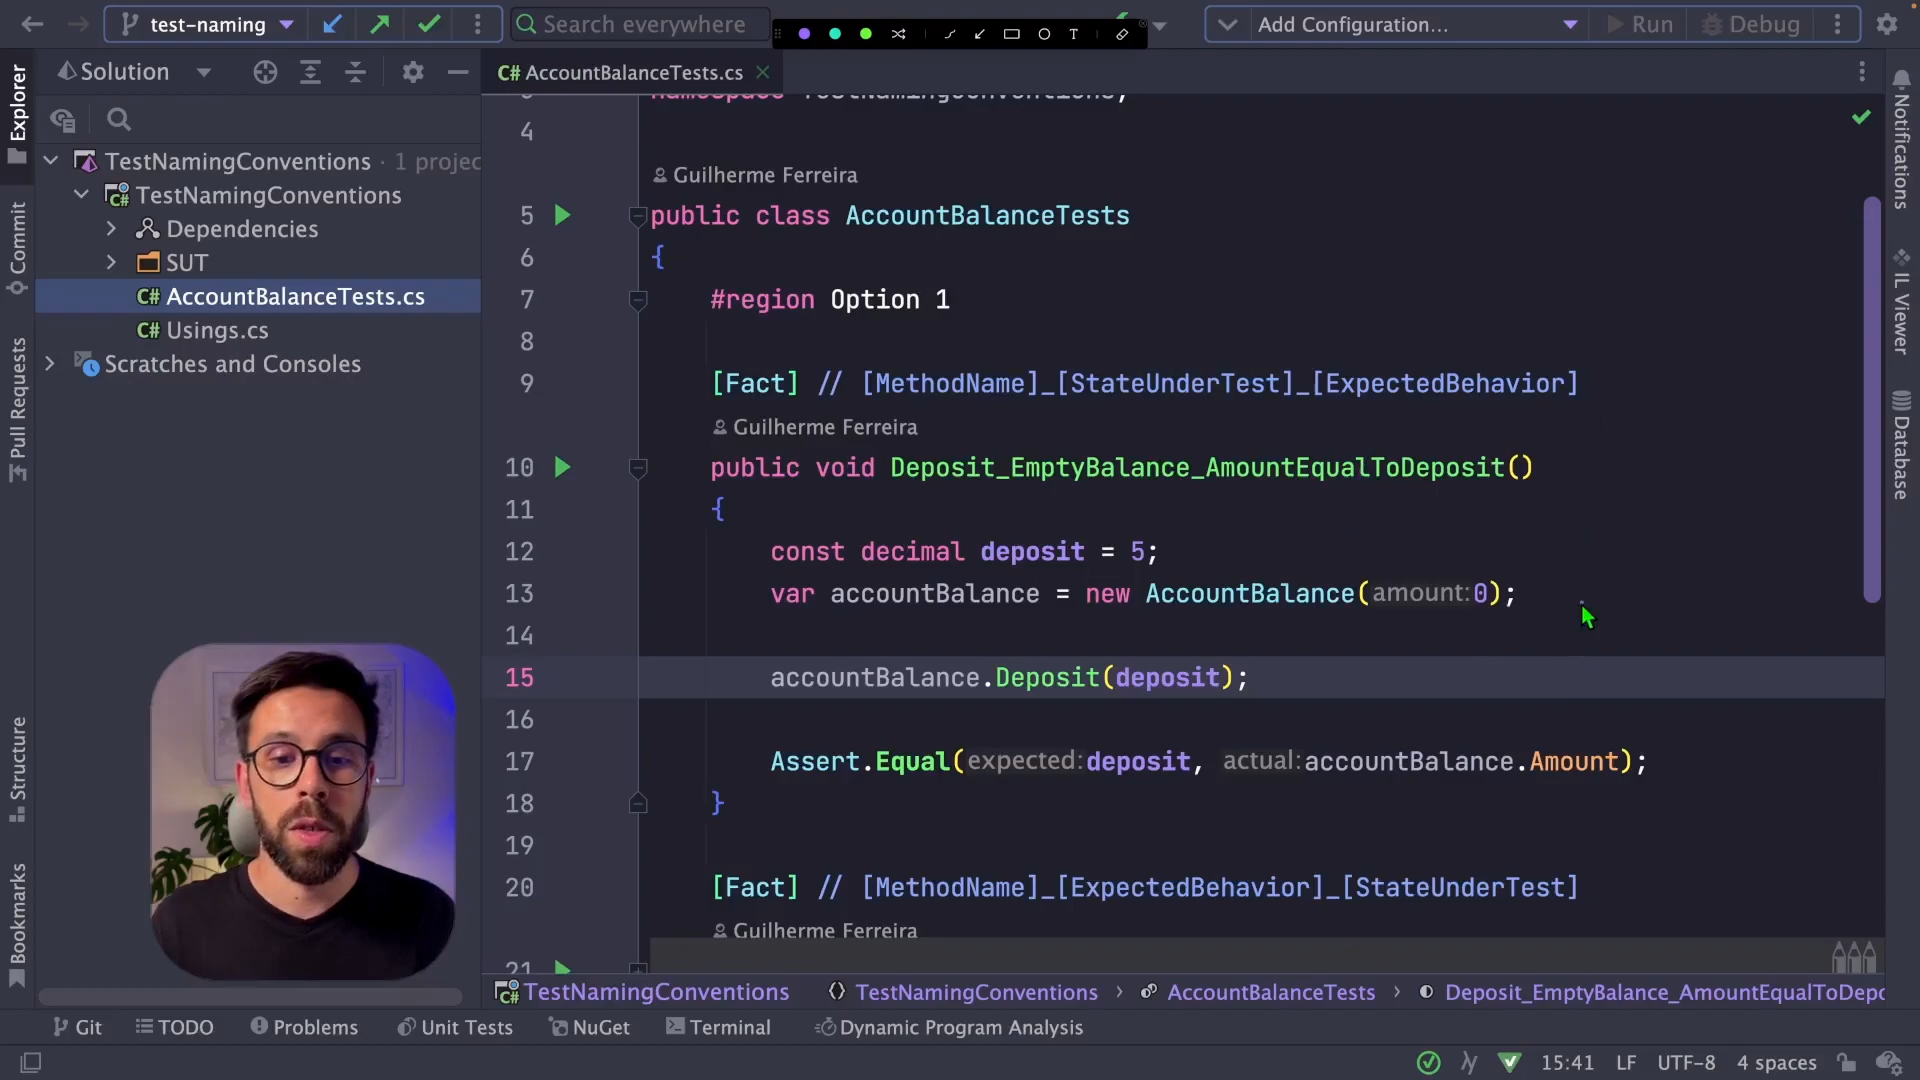 test-naming
Search everywhere
T
Add Configuration...
Run
Debug
Solution
C# AccountBalanceTests.cs
Explorer
Commit
Pull Requests
Structure
Bookmarks
Notifications
IL Viewer
Database
TestNamingConventions · 1 projec
TestNamingConventions
Dependencies
SUT
C# AccountBalanceTests.cs
C# Usings.cs
Scratches and Consoles
namespace TestNamingConventions;
4
Guilherme Ferreira
5 public class AccountBalanceTests
6 {
7 #region Option 1
8
9 [Fact] // [MethodName]_[StateUnderTest]_[ExpectedBehavior]
Guilherme Ferreira
10 public void Deposit_EmptyBalance_AmountEqualToDeposit()
11 {
12 const decimal deposit = 5;
13 var accountBalance = new AccountBalance(amount:0);
14
15 accountBalance.Deposit(deposit);
16
17 Assert.Equal(expected:deposit, actual:accountBalance.Amount);
18 }
19
20 [Fact] // [MethodName]_[ExpectedBehavior]_[StateUnderTest]
Guilherme Ferreira
21
TestNamingConventions
TestNamingConventions › AccountBalanceTests › Deposit_EmptyBalance_AmountEqualToDepo
Git
TODO
Problems
Unit Tests
NuGet
Terminal
Dynamic Program Analysis
15:41 LF UTF-8 4 spaces